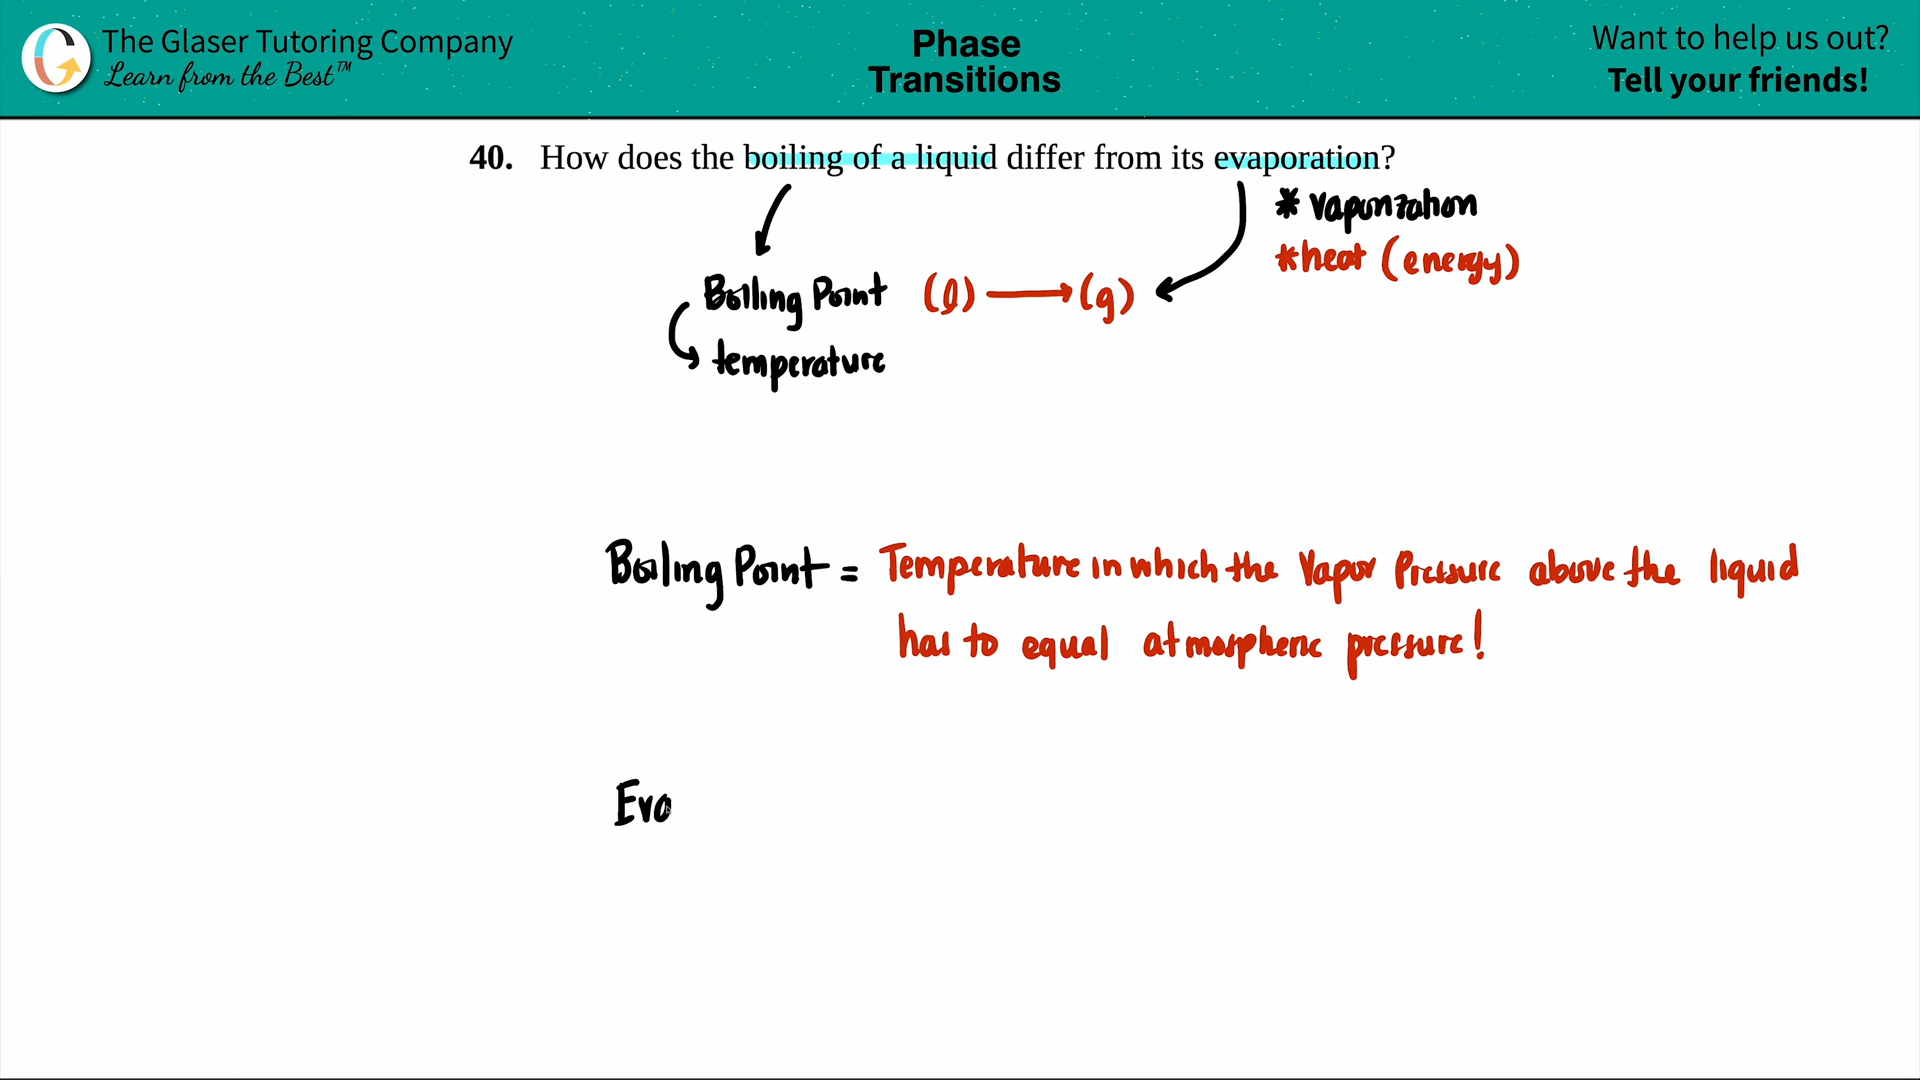 The Glaser Tutoring Company
Learn from the Best™
Phase
Transitions
Want to help us out?
Tell your friends!
40. How does the boiling of a liquid differ from its evaporation?
* vaporization
* heat (energy)
Boiling Point (l) → (g)
temperature
Boiling Point = Temperature in which the Vapor Pressure above the liquid
has to equal atmospheric pressure!
Eva